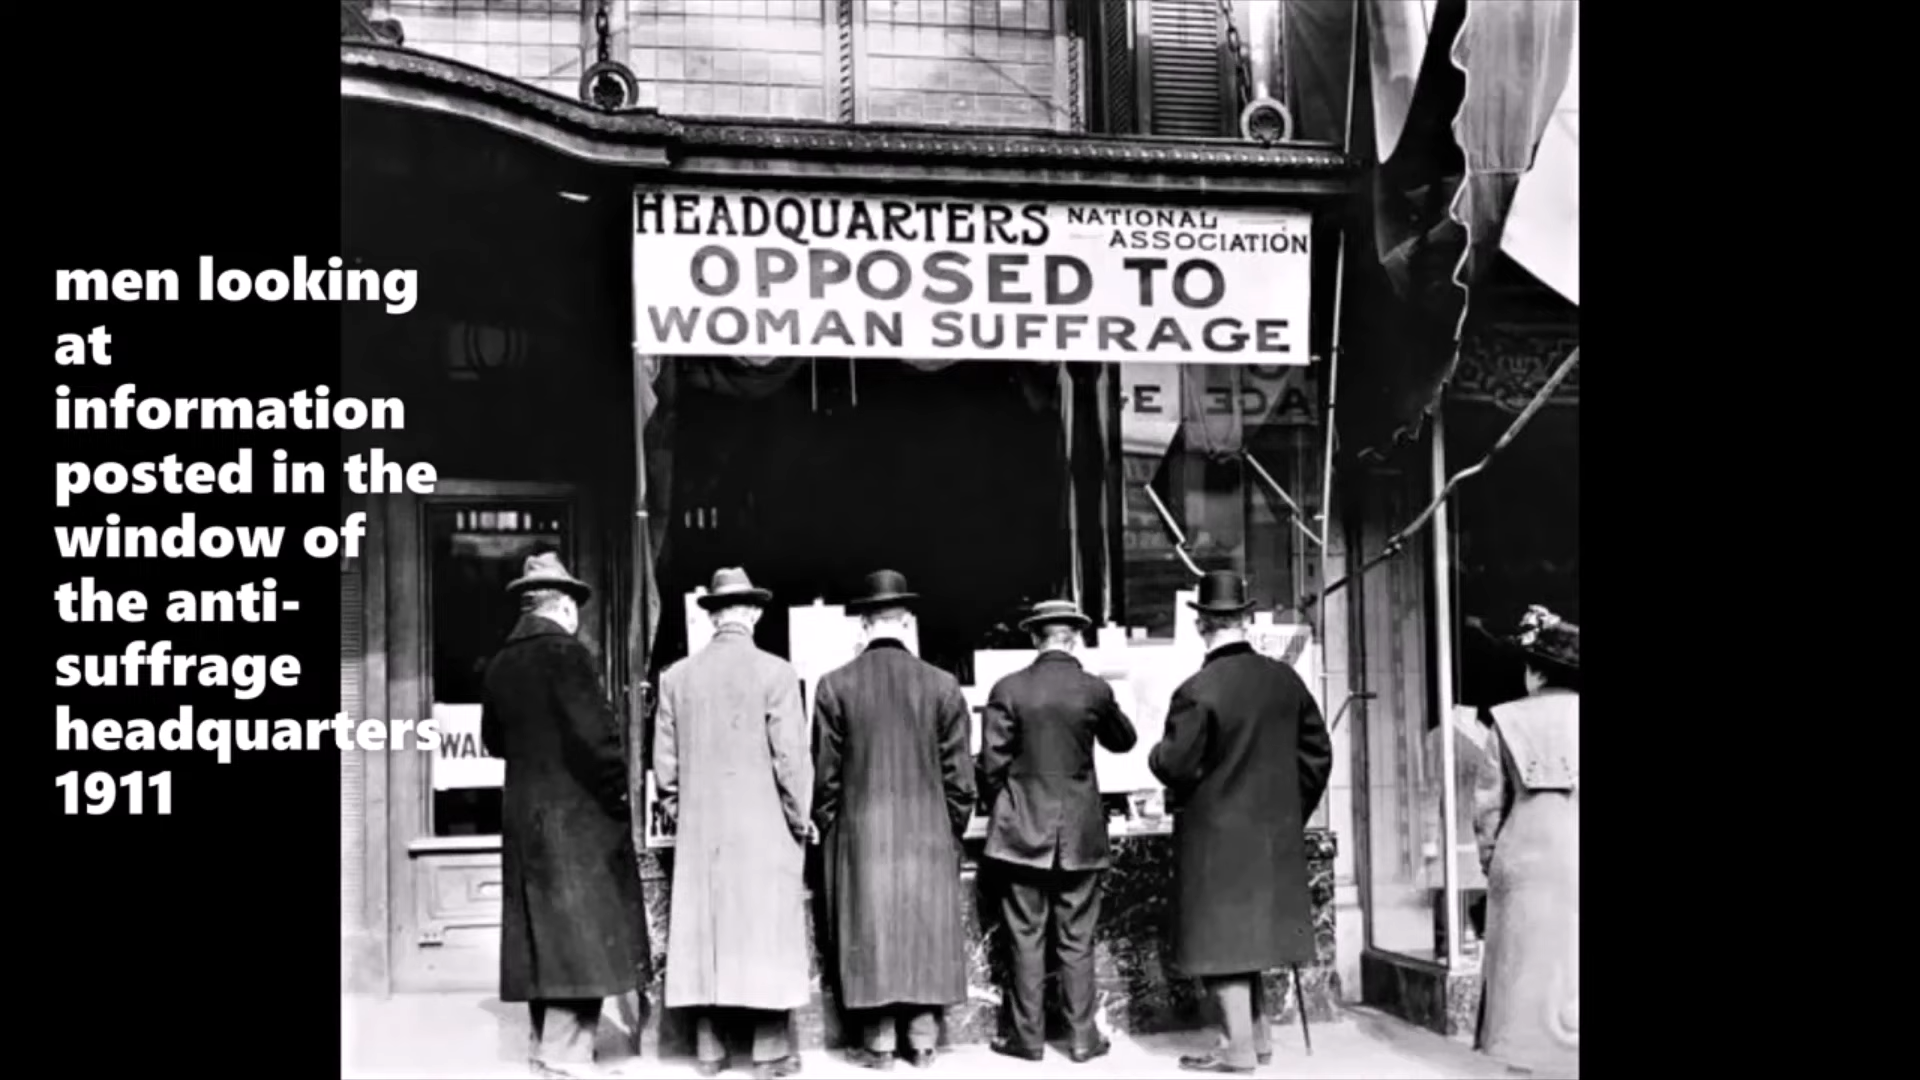 men looking
at
information
posted in the
window of
the anti-
suffrage
headquarters
1911
HEADQUARTERS NATIONAL
ASSOCIATION
OPPOSED TO
WOMAN SUFFRAGE